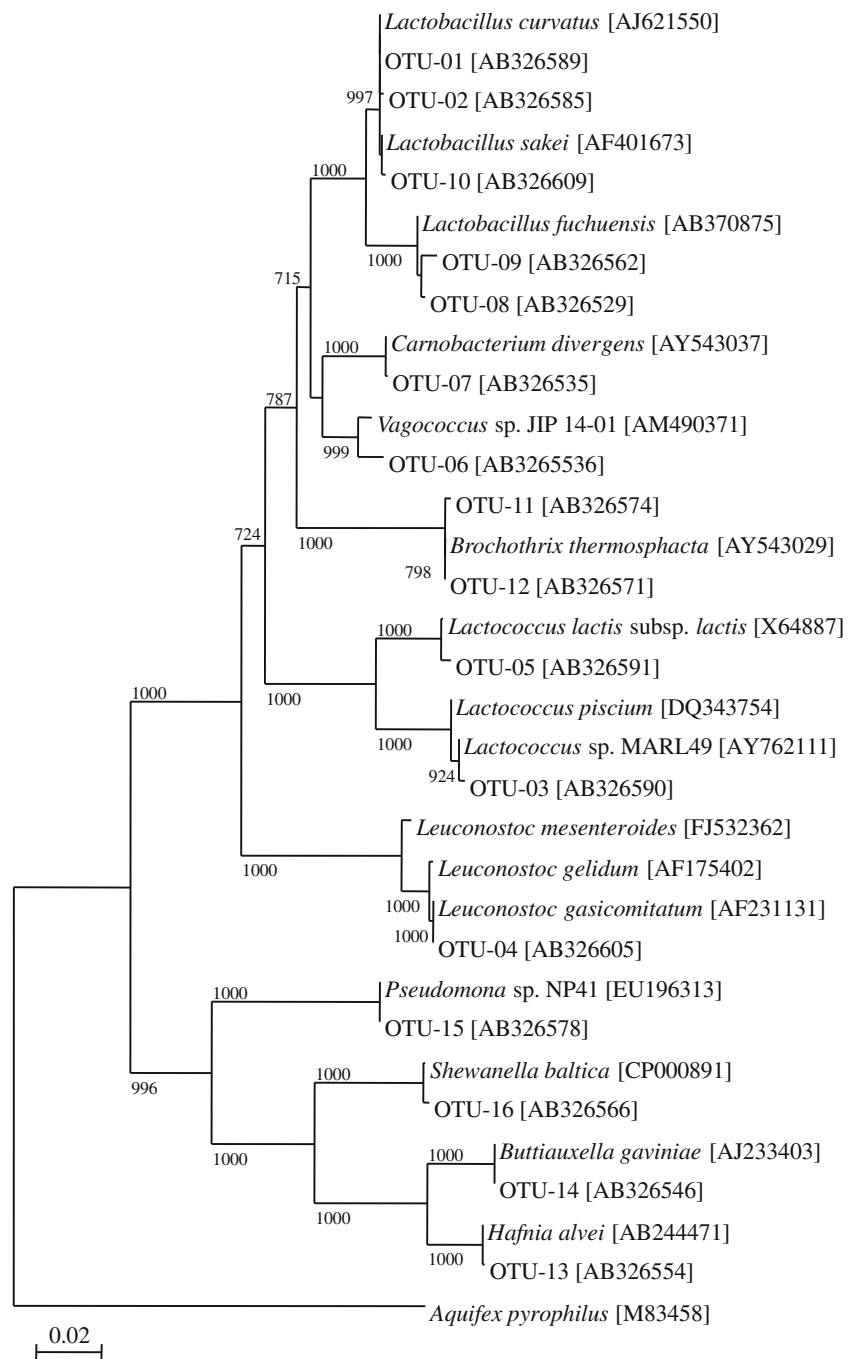 Lactobacillus curvatus [AJ621550]
OTU-01 [AB326589]
997
OTU-02 [AB326585]
Lactobacillus sakei [AF401673]
1000
OTU-10 [AB326609]
Lactobacillus fuchuensis [AB370875]
1000
OTU-09 [AB326562]
715
OTU-08 [AB326529]
1000
Carnobacterium divergens [AY543037]
OTU-07 [AB326535]
787
Vagococcus sp. JIP 14-01 [AM490371]
999
OTU-06 [AB3265536]
OTU-11 [AB326574]
724
1000
Brochothrix thermosphacta [AY543029]
798
OTU-12 [AB326571]
1000
Lactococcus lactis subsp. lactis [X64887]
OTU-05 [AB326591]
1000
1000
Lactococcus piscium [DQ343754]
1000
Lactococcus sp. MARL49 [AY762111]
924
OTU-03 [AB326590]
Leuconostoc mesenteroides [FJ532362]
1000
Leuconostoc gelidum [AF175402]
1000
Leuconostoc gasicomitatum [AF231131]
1000
OTU-04 [AB326605]
1000
Pseudomona sp. NP41 [EU196313]
OTU-15 [AB326578]
996
1000
Shewanella baltica [CP000891]
OTU-16 [AB326566]
1000
1000
Buttiauxella gaviniae [AJ233403]
OTU-14 [AB326546]
1000
Hafnia alvei [AB244471]
1000
OTU-13 [AB326554]
Aquifex pyrophilus [M83458]
0.02